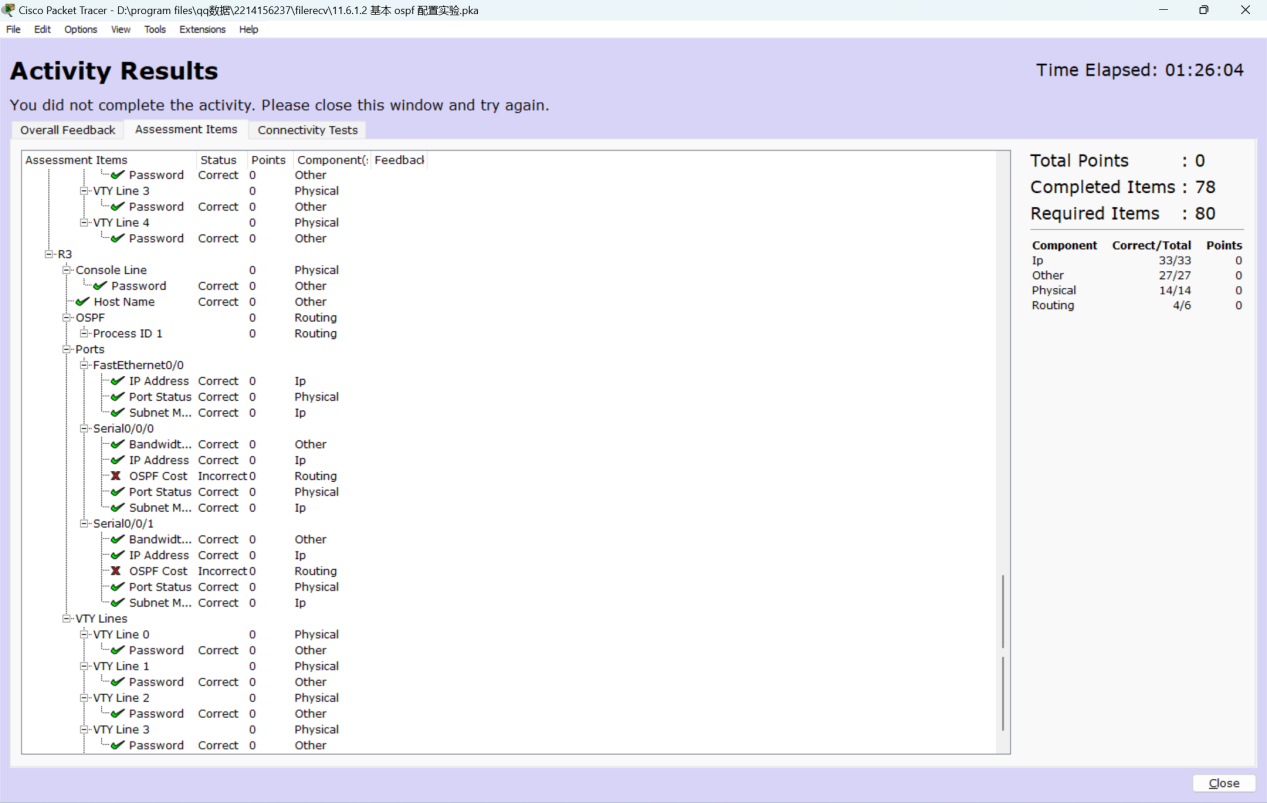 Cisco Packet Tracer - D:\program files\qq数据\2214156237\filerecv\11.6.1.2 基本 ospf 配置实验.pka
File Edit Options View Tools Extensions Help
Activity Results
Time Elapsed: 01:26:04
You did not complete the activity. Please close this window and try again.
Overall Feedback Assessment Items Connectivity Tests
Assessment Items Status Points Component(: Feedback
Password Correct 0 Other
VTY Line 3 0 Physical
Password Correct 0 Other
VTY Line 4 0 Physical
Password Correct 0 Other
R3
Console Line 0 Physical
Password Correct 0 Other
Host Name Correct 0 Other
OSPF 0 Routing
Process ID 1 0 Routing
Ports
FastEthernet0/0
IP Address Correct 0 Ip
Port Status Correct 0 Physical
Subnet M... Correct 0 Ip
Serial0/0/0
Bandwidt... Correct 0 Other
IP Address Correct 0 Ip
OSPF Cost Incorrect 0 Routing
Port Status Correct 0 Physical
Subnet M... Correct 0 Ip
Serial0/0/1
Bandwidt... Correct 0 Other
IP Address Correct 0 Ip
OSPF Cost Incorrect 0 Routing
Port Status Correct 0 Physical
Subnet M... Correct 0 Ip
VTY Lines
VTY Line 0 0 Physical
Password Correct 0 Other
VTY Line 1 0 Physical
Password Correct 0 Other
VTY Line 2 0 Physical
Password Correct 0 Other
VTY Line 3 0 Physical
Password Correct 0 Other
Total Points : 0
Completed Items : 78
Required Items : 80
Component Correct/Total Points
Ip 33/33 0
Other 27/27 0
Physical 14/14 0
Routing 4/6 0
Close